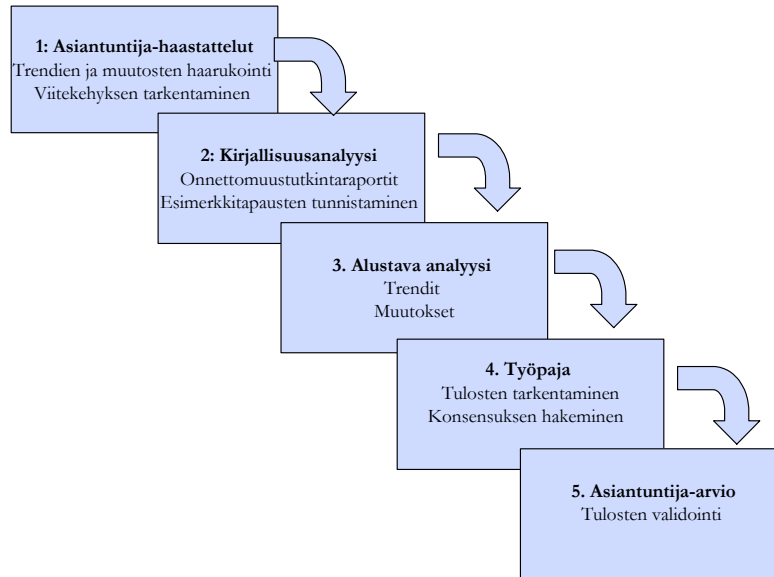 1: Asiantuntija-haastattelut
Trendien ja muutosten haarukointi
Viitekehyksen tarkentaminen
2: Kirjallisuusanalyysi
Onnettomuustutkintaraportit
Esimerkkitapausten tunnistaminen
3. Alustava analyysi
Trendit
Muutokset
4. Työpaja
Tulosten tarkentaminen
Konsensuksen hakeminen
5. Asiantuntija-arvio
Tulosten validointi